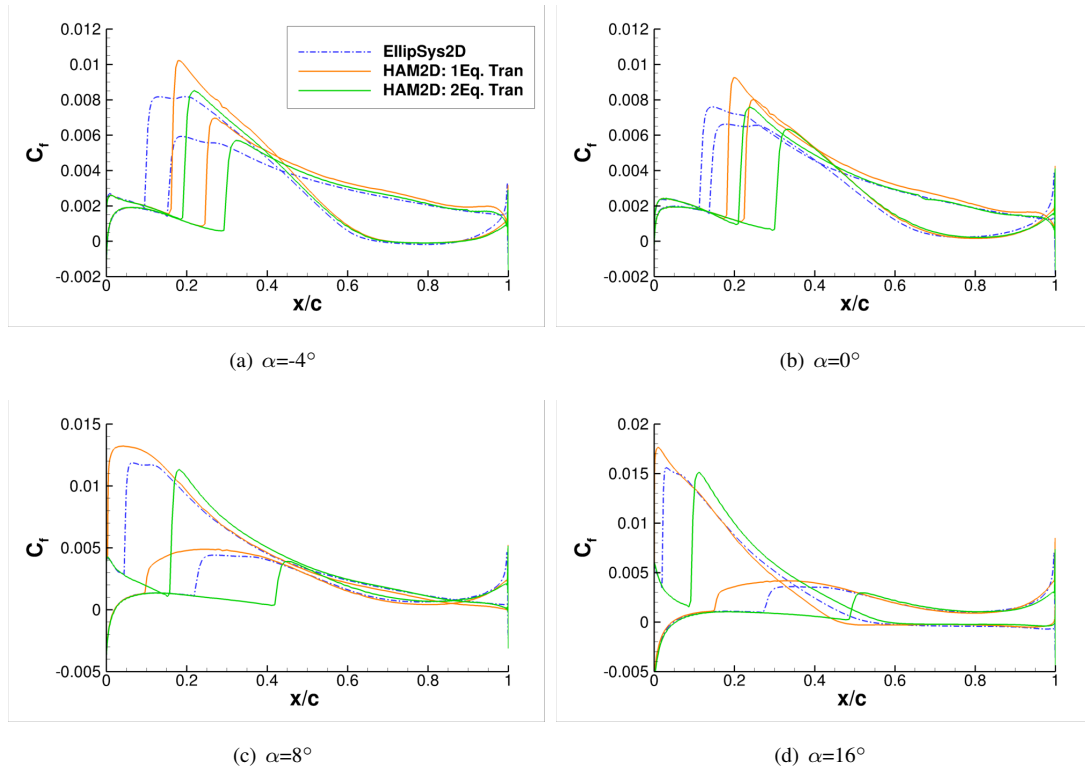 0.012
0.01
0.008
0.006
0.004
0.002
0
-0.002
C_f
0 0.2 0.4 0.6 0.8 1
x/c
EllipSys2D
HAM2D: 1Eq. Tran
HAM2D: 2Eq. Tran
(a) α=-4°
0.012
0.01
0.008
0.006
0.004
0.002
0
-0.002
C_f
0 0.2 0.4 0.6 0.8 1
x/c
(b) α=0°
0.015
0.01
0.005
0
-0.005
C_f
0 0.2 0.4 0.6 0.8 1
x/c
(c) α=8°
0.02
0.015
0.01
0.005
0
-0.005
C_f
0 0.2 0.4 0.6 0.8 1
x/c
(d) α=16°